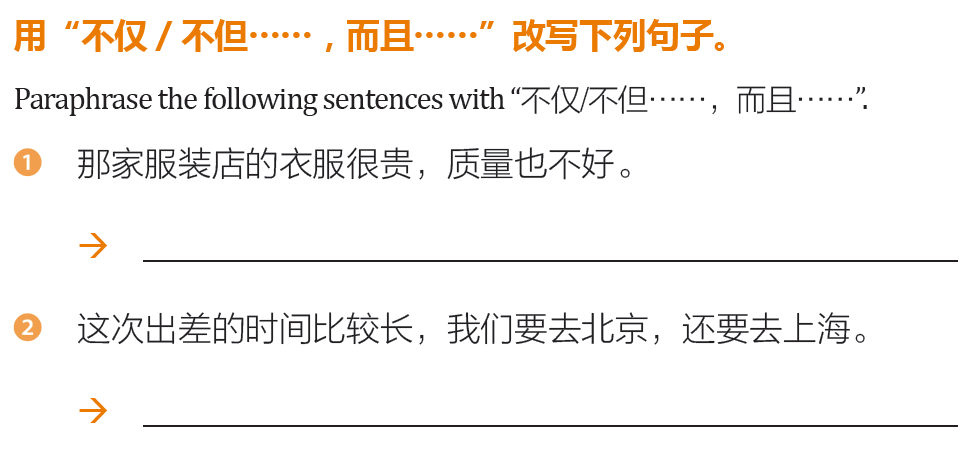 用“不仅 / 不但……，而且……”改写下列句子。
Paraphrase the following sentences with “不仅/不但……，而且……”.
1 那家服装店的衣服很贵，质量也不好。
→
2 这次出差的时间比较长，我们要去北京，还要去上海。
→